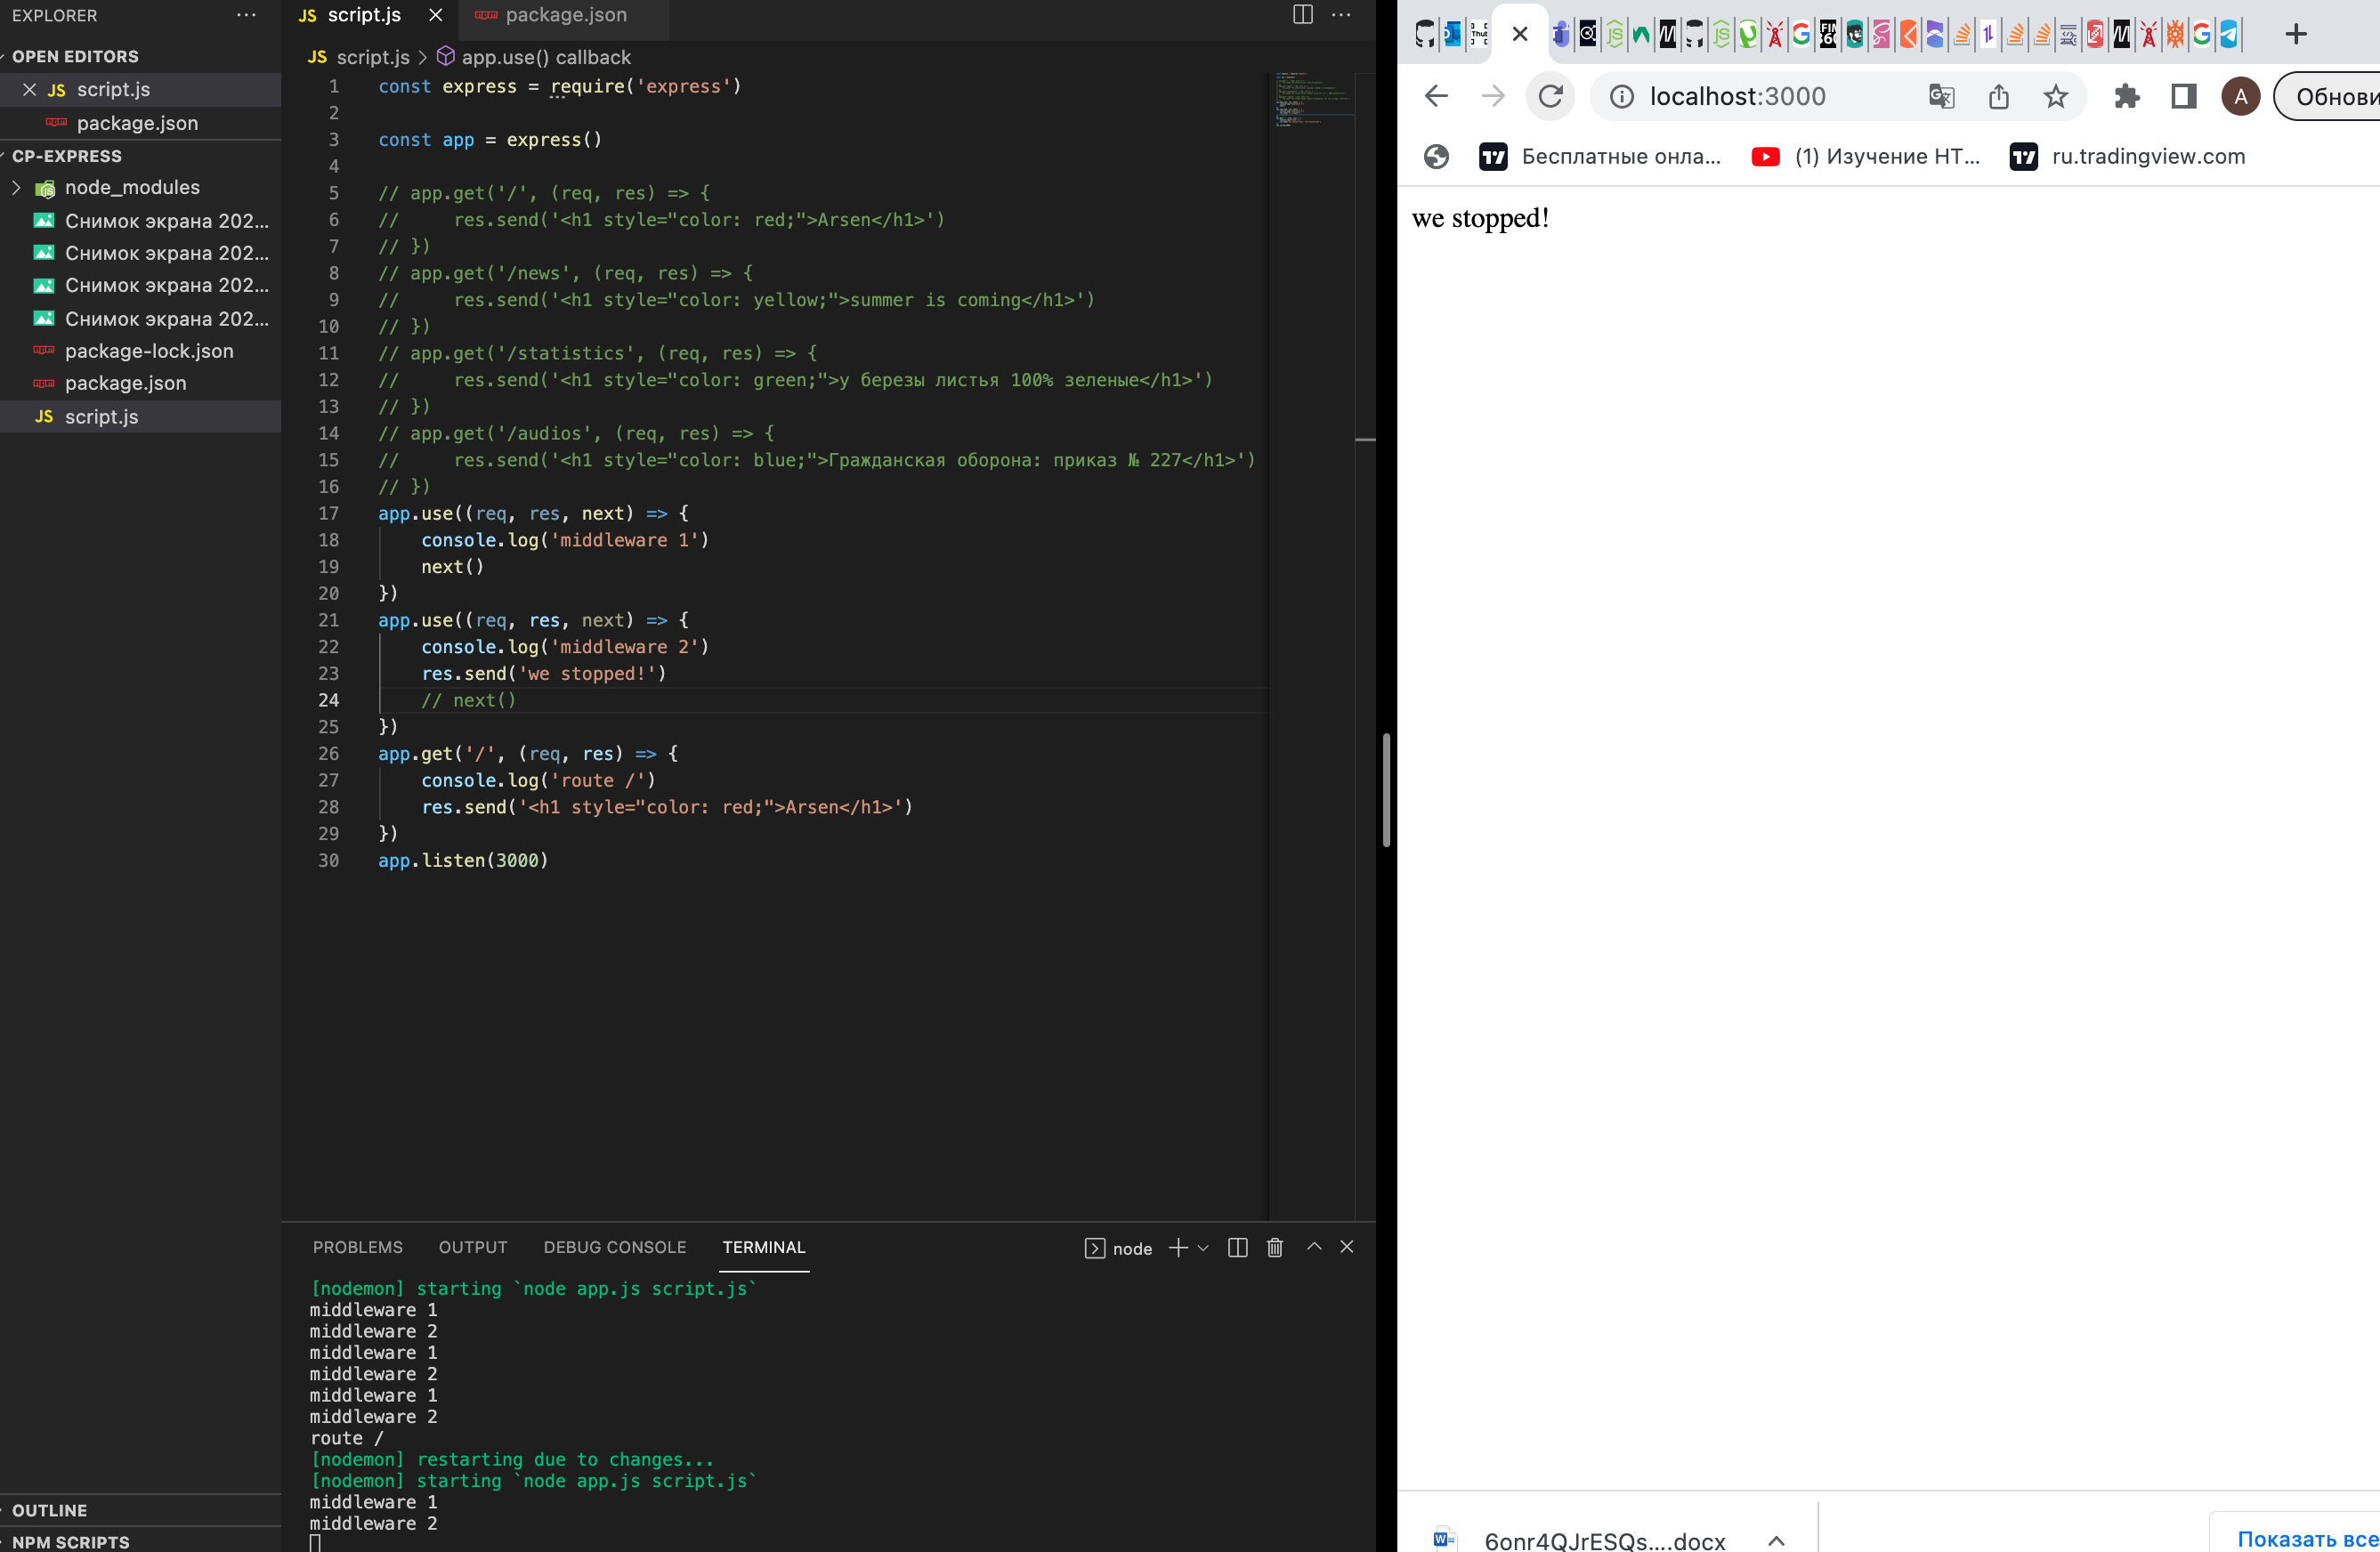 EXPLORER
OPEN EDITORS
JS script.js
package.json
CP-EXPRESS
node_modules
Снимок экрана 202...
Снимок экрана 202...
Снимок экрана 202...
Снимок экрана 202...
package-lock.json
package.json
JS script.js
OUTLINE
NPM SCRIPTS
JS script.js
package.json
JS script.js > app.use() callback
1 const express = require('express')
2
3 const app = express()
4
5 // app.get('/', (req, res) => {
6 //     res.send('<h1 style="color: red;">Arsen</h1>')
7 // })
8 // app.get('/news', (req, res) => {
9 //     res.send('<h1 style="color: yellow;">summer is coming</h1>')
10 // })
11 // app.get('/statistics', (req, res) => {
12 //     res.send('<h1 style="color: green;">у березы листья 100% зеленые</h1>')
13 // })
14 // app.get('/audios', (req, res) => {
15 //     res.send('<h1 style="color: blue;">Гражданская оборона: приказ № 227</h1>')
16 // })
17 app.use((req, res, next) => {
18     console.log('middleware 1')
19     next()
20 })
21 app.use((req, res, next) => {
22     console.log('middleware 2')
23     res.send('we stopped!')
24     // next()
25 })
26 app.get('/', (req, res) => {
27     console.log('route /')
28     res.send('<h1 style="color: red;">Arsen</h1>')
29 })
30 app.listen(3000)
PROBLEMS OUTPUT DEBUG CONSOLE TERMINAL
node
[nodemon] starting `node app.js script.js`
middleware 1
middleware 2
middleware 1
middleware 2
middleware 1
middleware 2
route /
[nodemon] restarting due to changes...
[nodemon] starting `node app.js script.js`
middleware 1
middleware 2
localhost:3000
A
Обнови
Бесплатные онла...
(1) Изучение HT...
ru.tradingview.com
we stopped!
6onr4QJrESQs....docx
Показать все